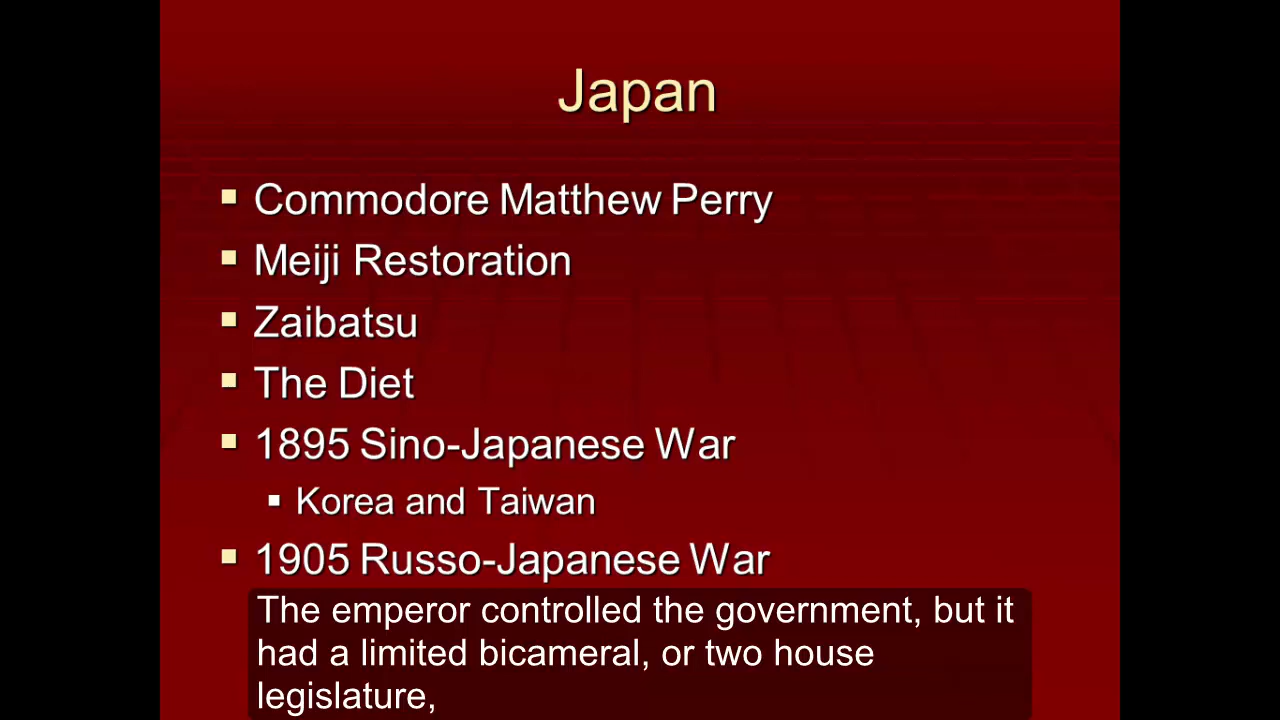 Japan
Commodore Matthew Perry
Meiji Restoration
Zaibatsu
The Diet
1895 Sino-Japanese War
Korea and Taiwan
1905 Russo-Japanese War
The emperor controlled the government, but it
had a limited bicameral, or two house
legislature,